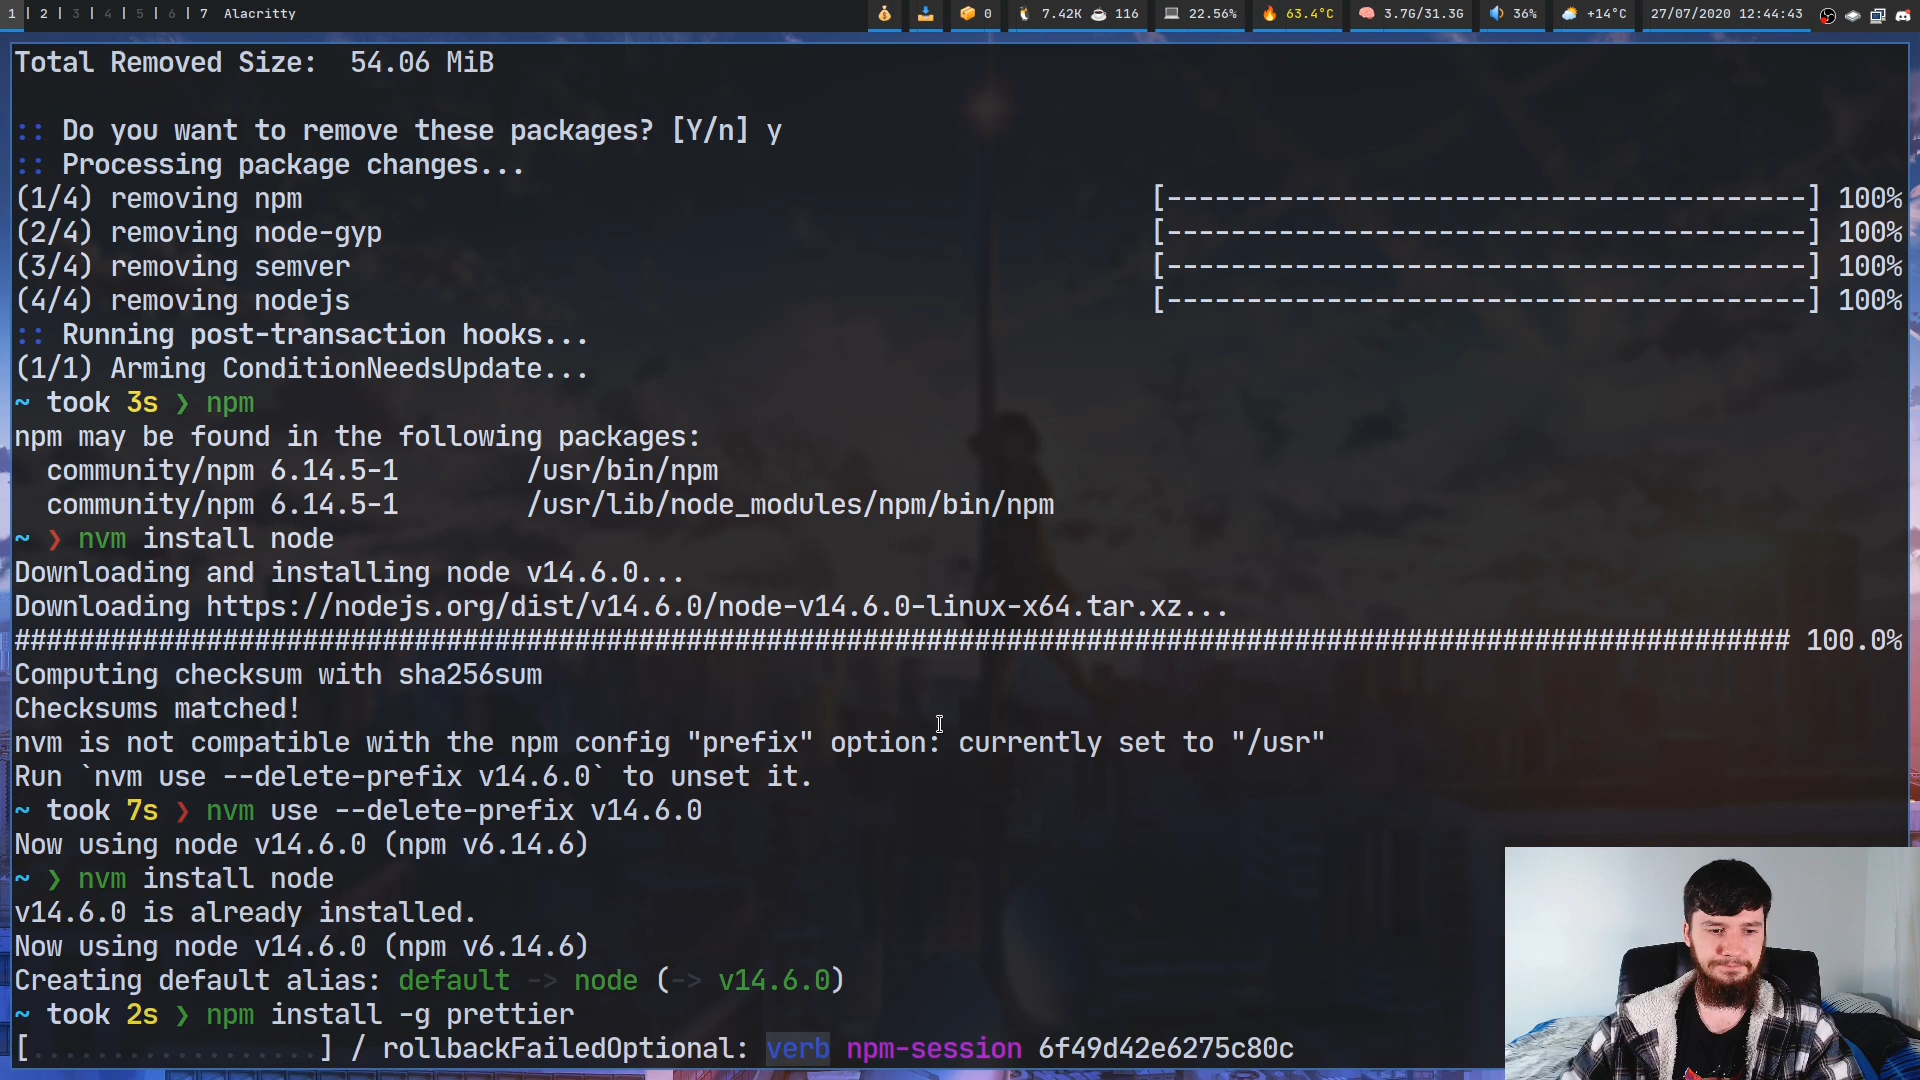 1 | 2 | 3 | 4 | 5 | 6 | 7 Alacritty
0 7.42K 116 22.56% 63.4°C 3.7G/31.3G 36% +14°C 27/07/2020 12:44:43
Total Removed Size:  54.06 MiB
:: Do you want to remove these packages? [Y/n] y
:: Processing package changes...
(1/4) removing npm [----------------------------------------] 100%
(2/4) removing node-gyp [----------------------------------------] 100%
(3/4) removing semver [----------------------------------------] 100%
(4/4) removing nodejs [----------------------------------------] 100%
:: Running post-transaction hooks...
(1/1) Arming ConditionNeedsUpdate...
~ took 3s ❯ npm
npm may be found in the following packages:
  community/npm 6.14.5-1        /usr/bin/npm
  community/npm 6.14.5-1        /usr/lib/node_modules/npm/bin/npm
~ ❯ nvm install node
Downloading and installing node v14.6.0...
Downloading https://nodejs.org/dist/v14.6.0/node-v14.6.0-linux-x64.tar.xz...
############################################################################################################### 100.0%
Computing checksum with sha256sum
Checksums matched!
nvm is not compatible with the npm config "prefix" option: currently set to "/usr"
Run `nvm use --delete-prefix v14.6.0` to unset it.
~ took 7s ❯ nvm use --delete-prefix v14.6.0
Now using node v14.6.0 (npm v6.14.6)
~ ❯ nvm install node
v14.6.0 is already installed.
Now using node v14.6.0 (npm v6.14.6)
Creating default alias: default -> node (-> v14.6.0)
~ took 2s ❯ npm install -g prettier
[..................] / rollbackFailedOptional: verb npm-session 6f49d42e6275c80c